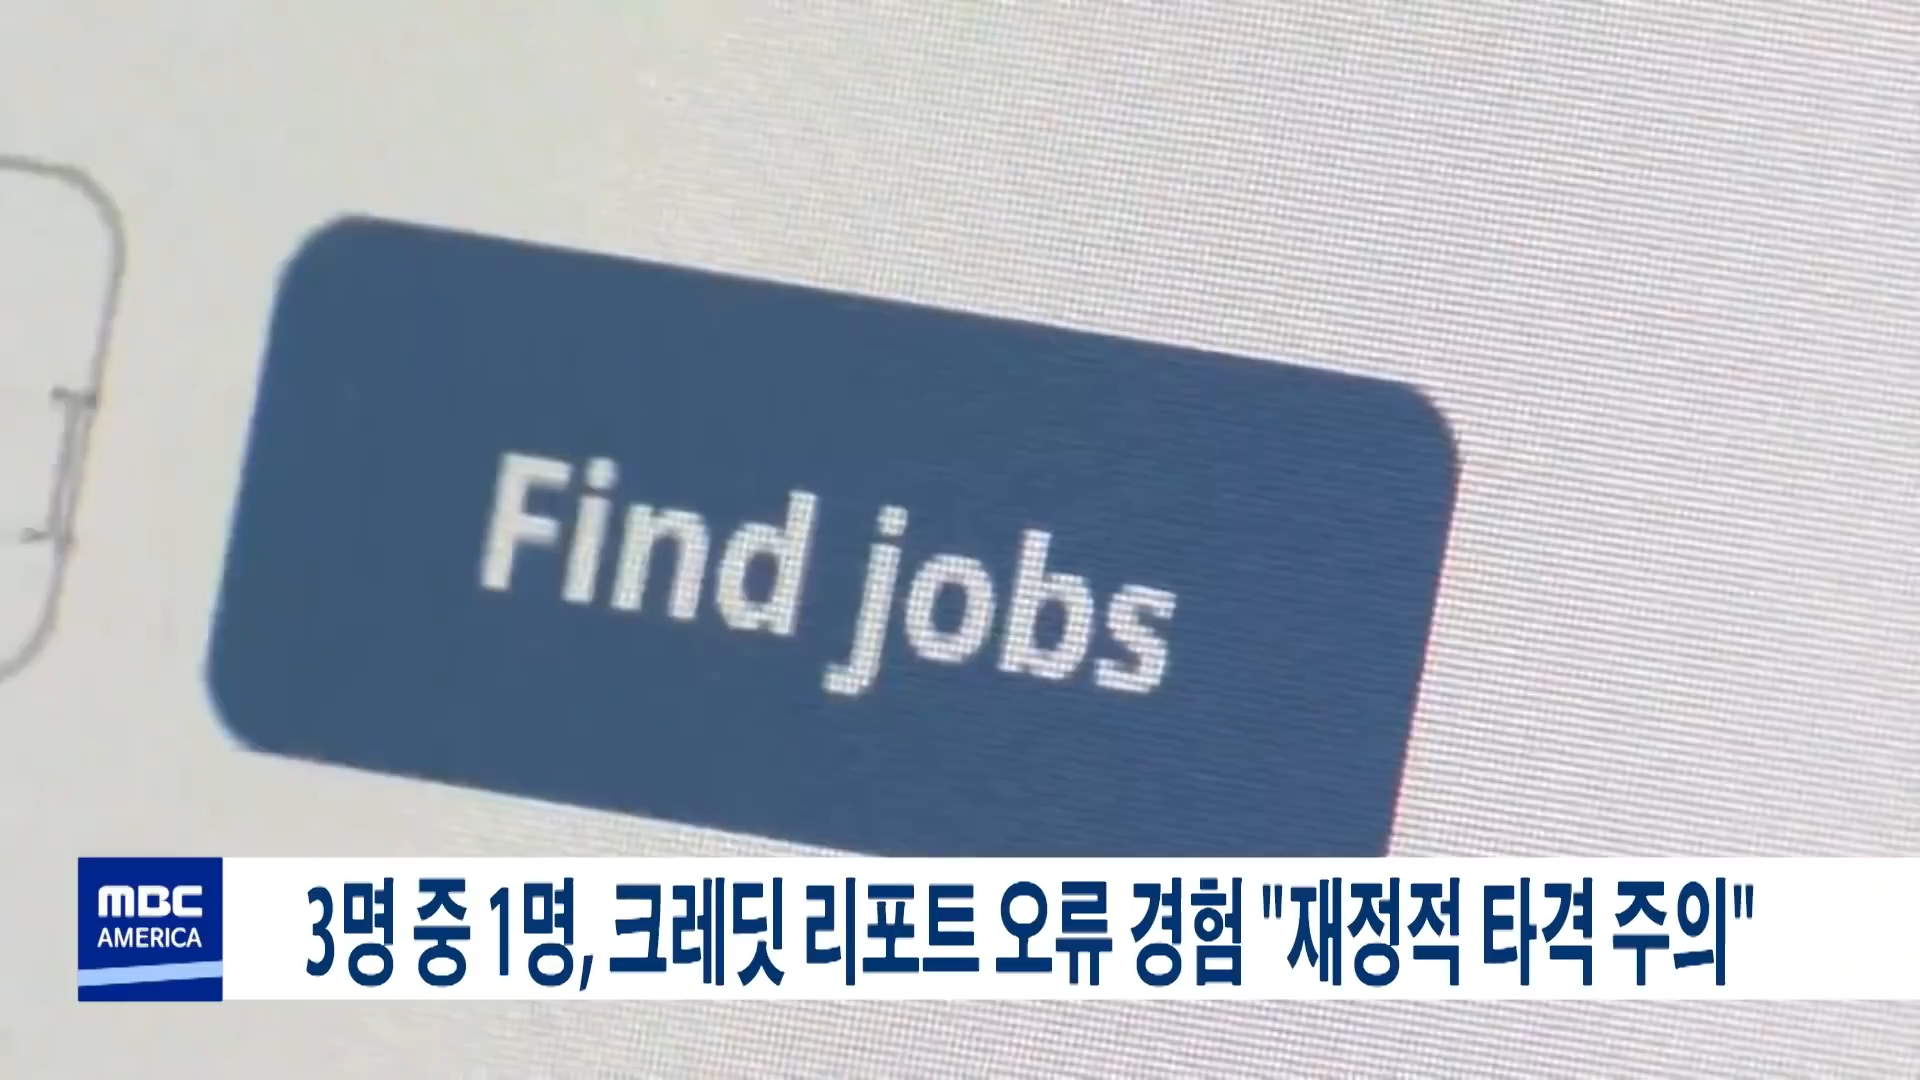 Find jobs
MBC
AMERICA
3명 중 1명, 크레딧 리포트 오류 경험 "재정적 타격 주의"